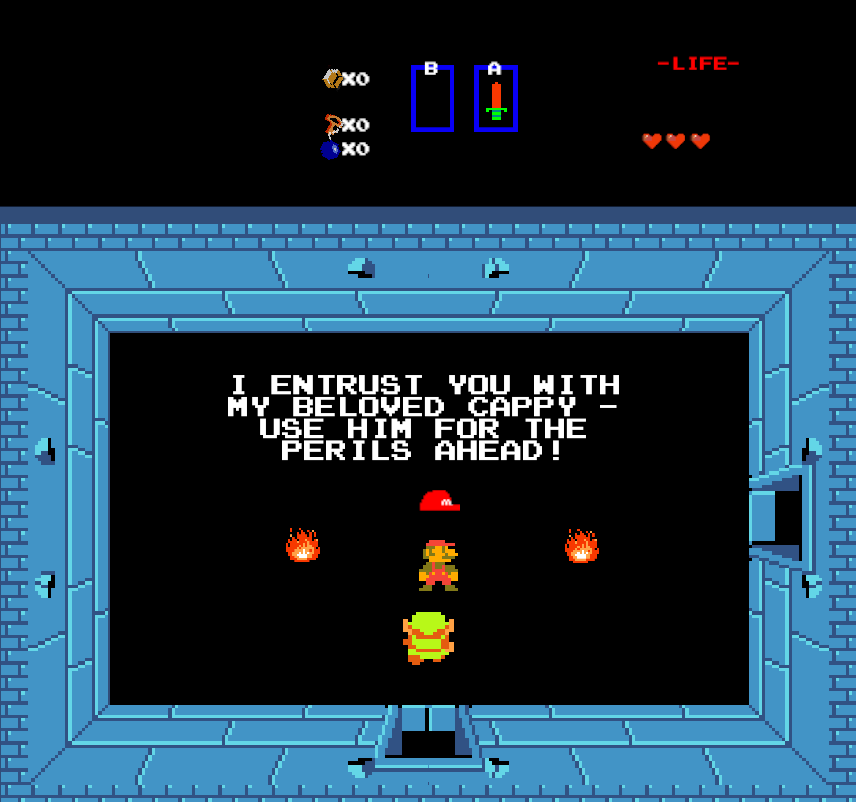 -LIFE-
X0
B
A
X0
X0
I ENTRUST YOU WITH
MY BELOVED CAPPY -
USE HIM FOR THE
PERILS AHEAD!
M